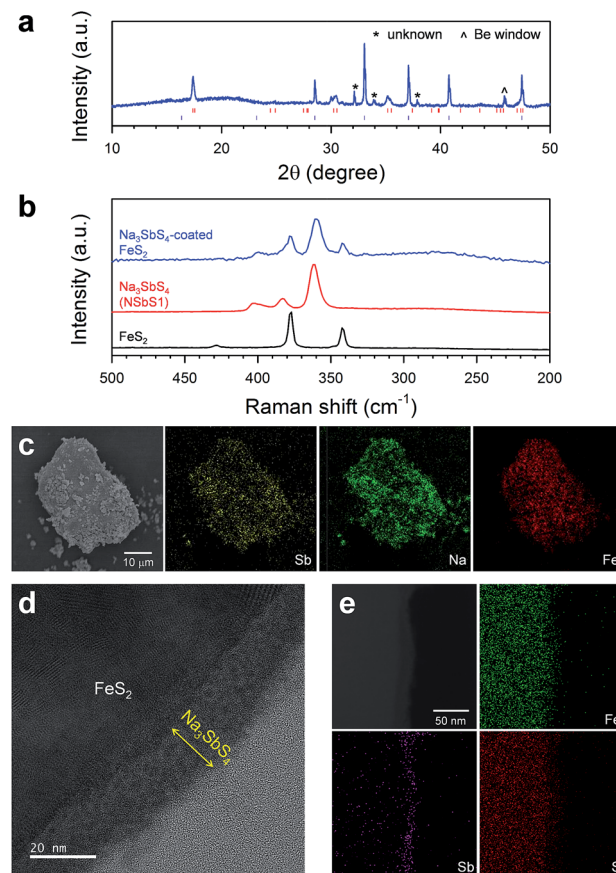 a
Intensity (a.u.)
* unknown ^ Be window
* * * ^
10 20 30 40 50
2θ (degree)
b
Intensity (a.u.)
Na₃SbS₄-coated
FeS₂
Na₃SbS₄
(NSbS1)
FeS₂
500 450 400 350 300 250 200
Raman shift (cm⁻¹)
c
10 μm
Sb
Na
Fe
d
FeS₂
Na₃SbS₄
20 nm
e
50 nm
Fe
Sb
S